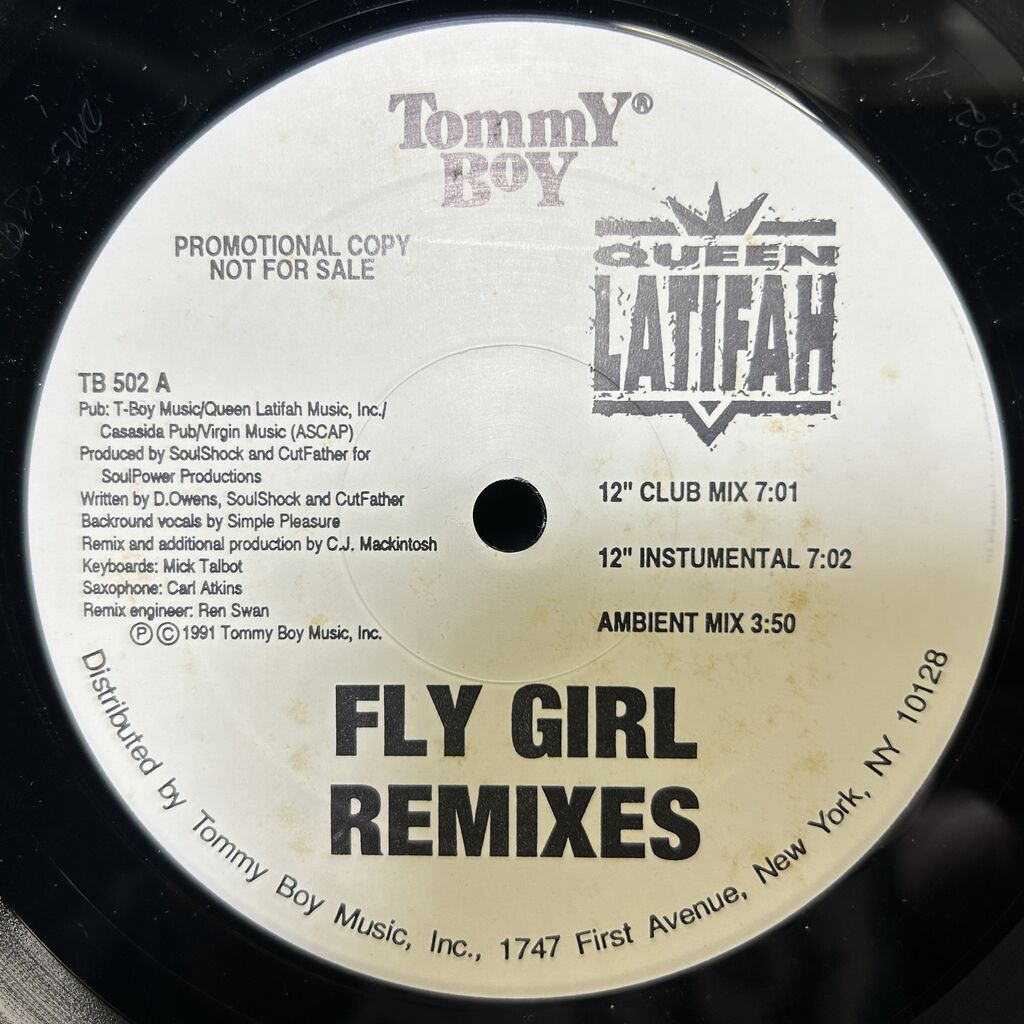 TommY®
BoY
PROMOTIONAL COPY
NOT FOR SALE
QUEEN
LATIFAH
TB 502 A
Pub: T-Boy Music/Queen Latifah Music, Inc./
Casasida Pub/Virgin Music (ASCAP)
Produced by SoulShock and CutFather for
SoulPower Productions
Written by D.Owens, SoulShock and CutFather
Backround vocals by Simple Pleasure
Remix and additional production by C.J. Mackintosh
Keyboards: Mick Talbot
Saxophone: Carl Atkins
Remix engineer: Ren Swan
Ⓟ©1991 Tommy Boy Music, Inc.
12" CLUB MIX 7:01
12" INSTUMENTAL 7:02
AMBIENT MIX 3:50
FLY GIRL
REMIXES
Distributed by Tommy Boy Music, Inc., 1747 First Avenue, New York, NY 10128